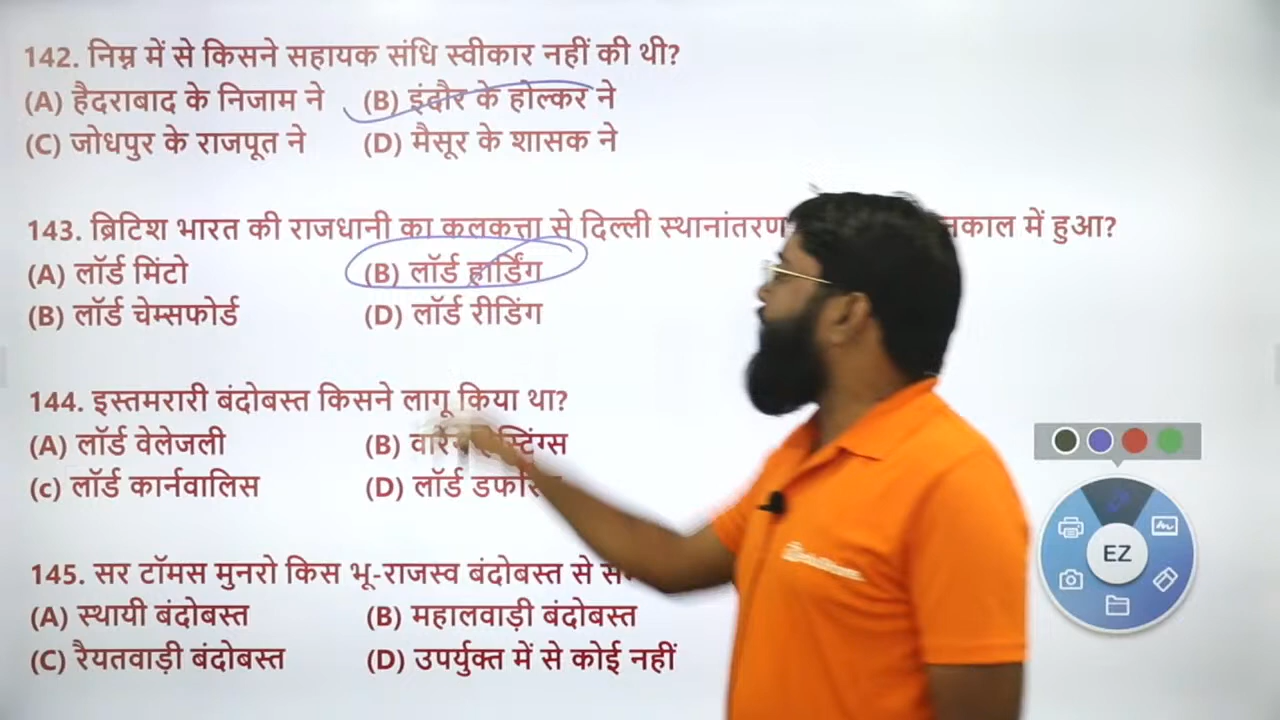 142. निम्न में से किसने सहायक संधि स्वीकार नहीं की थी?
(A) हैदराबाद के निजाम ने (B) इंदौर के होल्कर ने
(C) जोधपुर के राजपूत ने (D) मैसूर के शासक ने
143. ब्रिटिश भारत की राजधानी का कलकत्ता से दिल्ली स्थानांतरण में हुआ?
(A) लॉर्ड मिंटो (B) लॉर्ड हार्डिंग
(B) लॉर्ड चेम्सफोर्ड (D) लॉर्ड रीडिंग
144. इस्तमरारी बंदोबस्त किसने लागू किया था?
(A) लॉर्ड वेलेजली (B)
(c) लॉर्ड कार्नवालिस (D) लॉर्ड
145. सर टॉमस मुनरो किस भू-राजस्व बंदोबस्त से
(A) स्थायी बंदोबस्त (B) महालवाड़ी बंदोबस्त
(C) रैयतवाड़ी बंदोबस्त (D) उपर्युक्त में से कोई नहीं
EZ